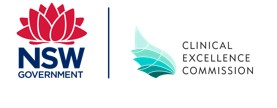 NSW
GOVERNMENT
CLINICAL
EXCELLENCE
COMMISSION